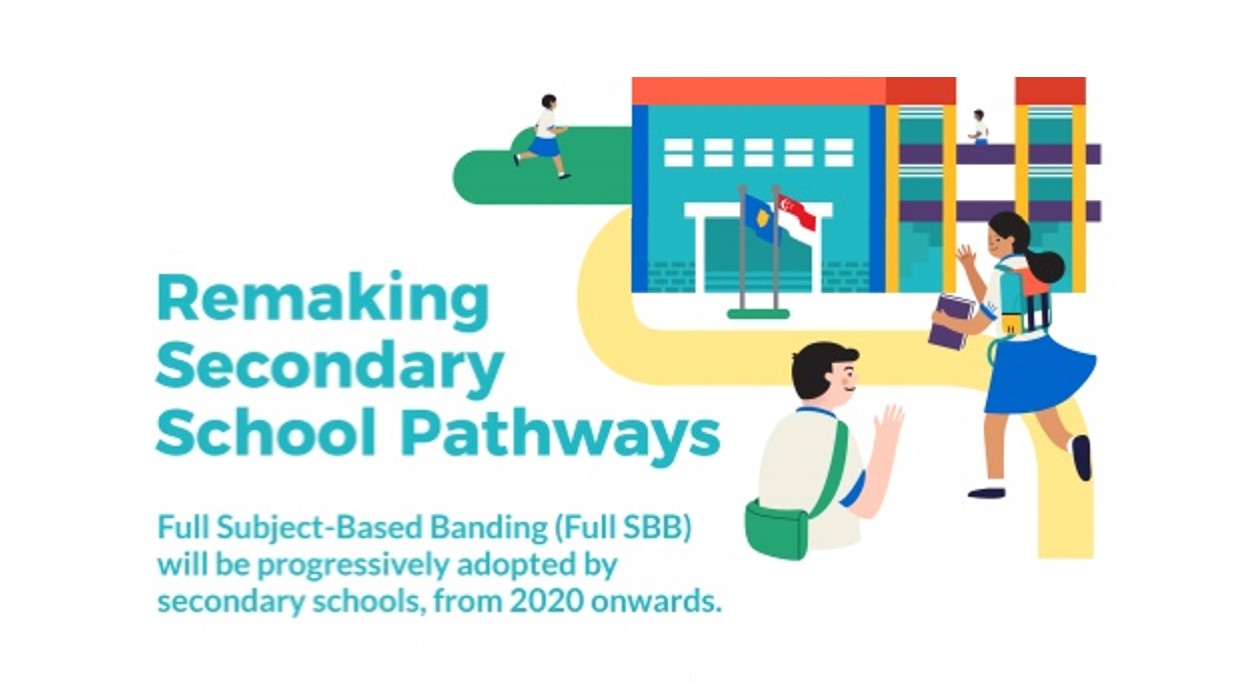 Remaking
Secondary
School Pathways
Full Subject-Based Banding (Full SBB)
will be progressively adopted by
secondary schools, from 2020 onwards.